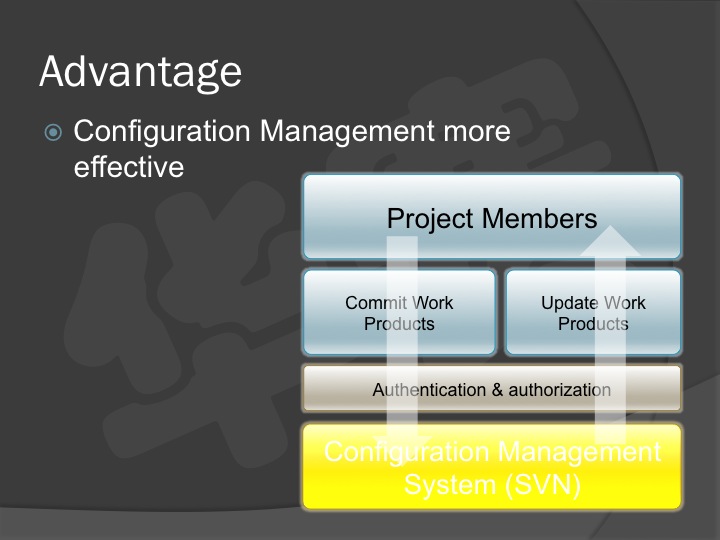 Advantage
Configuration Management more
effective
Project Members
Commit Work
Products
Update Work
Products
Authentication & authorization
Configuration Management
System (SVN)